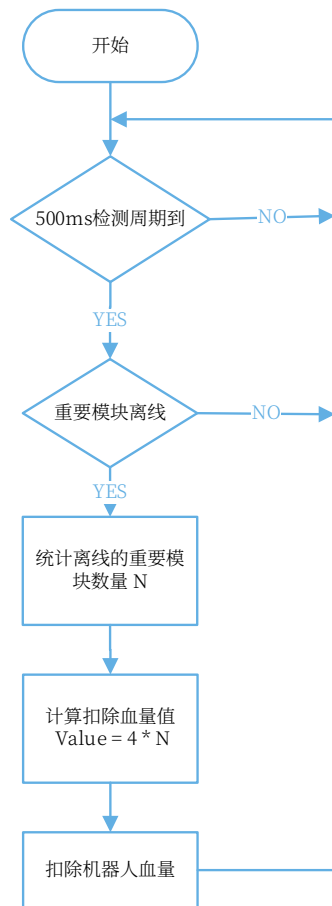 开始
500ms检测周期到
NO
YES
重要模块离线
NO
YES
统计离线的重要模
块数量 N
计算扣除血量值
Value = 4 * N
扣除机器人血量